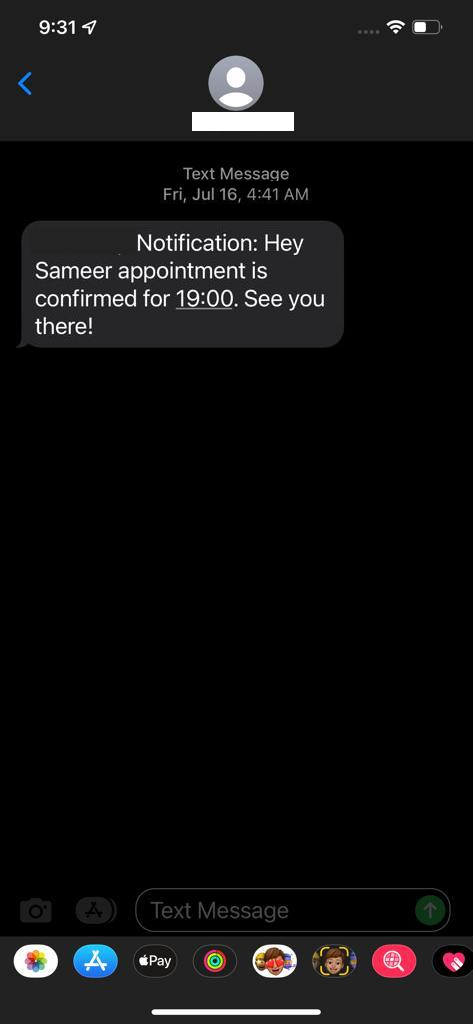 9:31
Text Message
Fri, Jul 16, 4:41 AM
Notification: Hey
Sameer appointment is
confirmed for 19:00. See you
there!
Text Message
Pay